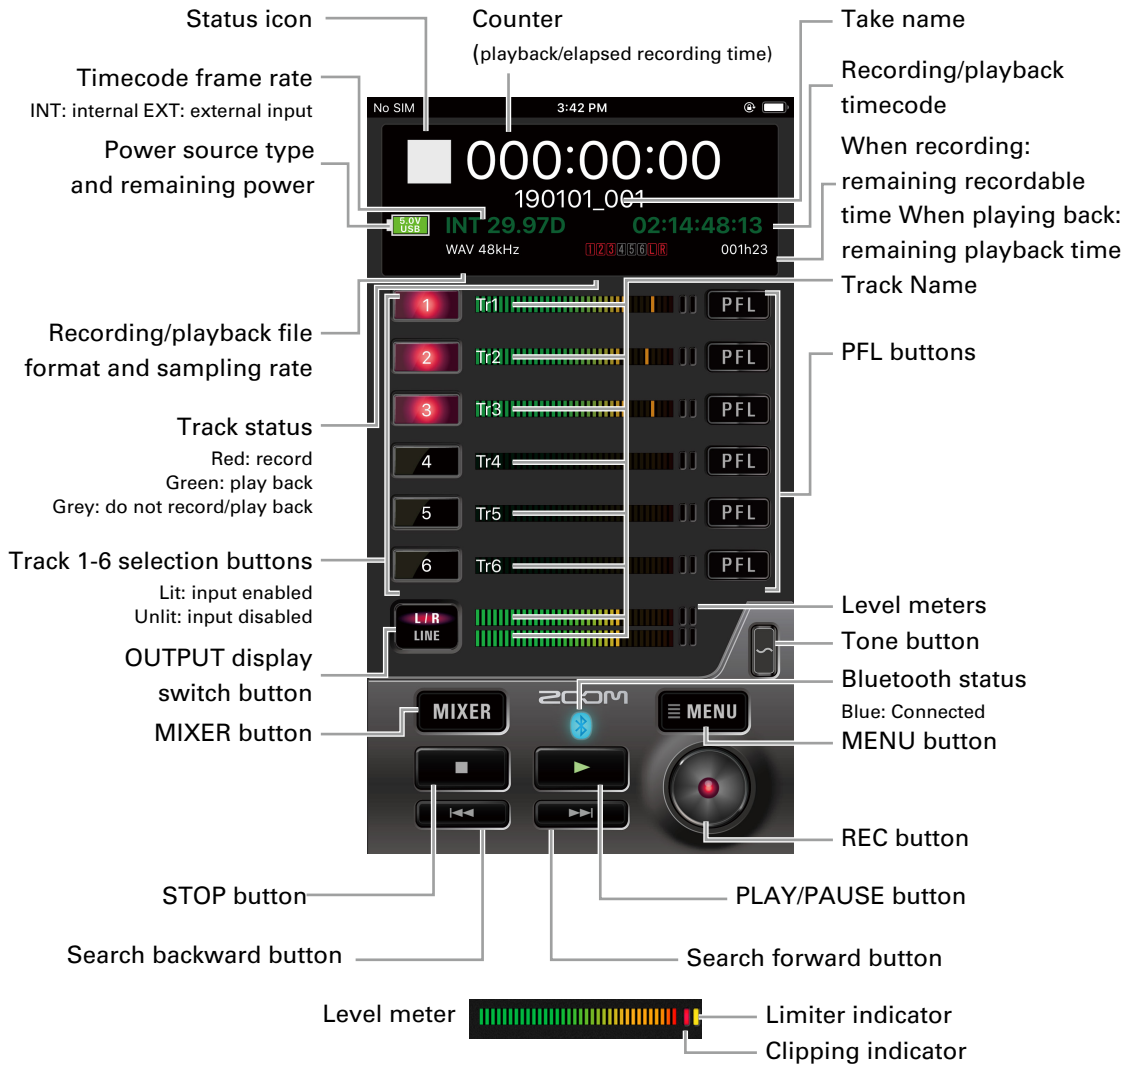 Status icon
Counter
(playback/elapsed recording time)
Take name
Timecode frame rate
INT: internal EXT: external input
Recording/playback
timecode
Power source type
and remaining power
When recording:
remaining recordable
time When playing back:
remaining playback time
No SIM
3:42 PM
000:00:00
190101_001
5.0V
USB
INT 29.97D
02:14:48:13
WAV 48kHz
1 2 3 4 5 6 L R
001h23
Track Name
Recording/playback file
format and sampling rate
PFL buttons
Track status
Red: record
Green: play back
Grey: do not record/play back
Track 1-6 selection buttons
Lit: input enabled
Unlit: input disabled
1 Tr1 PFL
2 Tr2 PFL
3 Tr3 PFL
4 Tr4 PFL
5 Tr5 PFL
6 Tr6 PFL
L/R
LINE
Level meters
Tone button
OUTPUT display
switch button
Bluetooth status
Blue: Connected
MIXER button
MENU button
ZOOM
MIXER
MENU
REC button
STOP button
PLAY/PAUSE button
Search backward button
Search forward button
Level meter
Limiter indicator
Clipping indicator